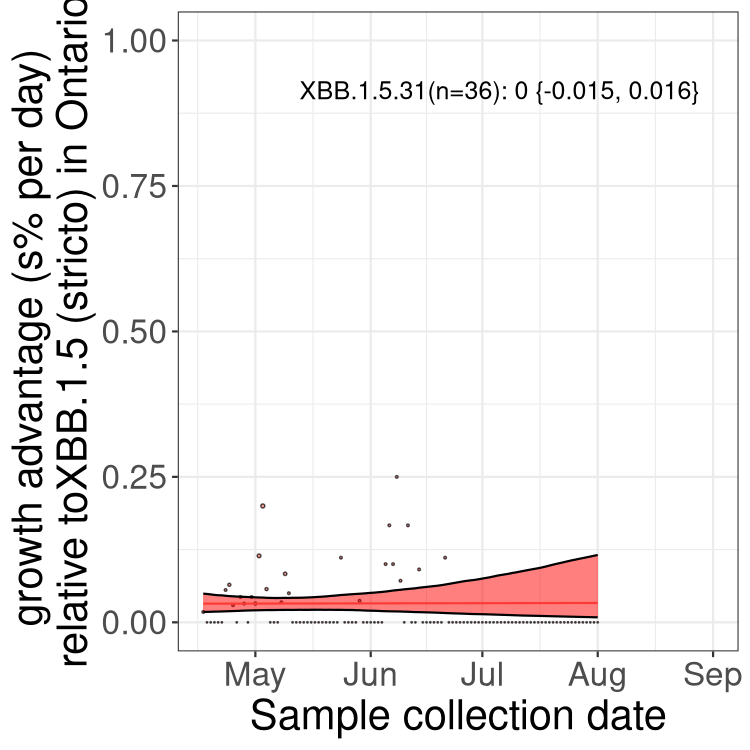 growth advantage (s% per day)
relative toXBB.1.5 (stricto) in Ontario
1.00
0.75
0.50
0.25
0.00
XBB.1.5.31(n=36): 0 {-0.015, 0.016}
May Jun Jul Aug Sep
Sample collection date